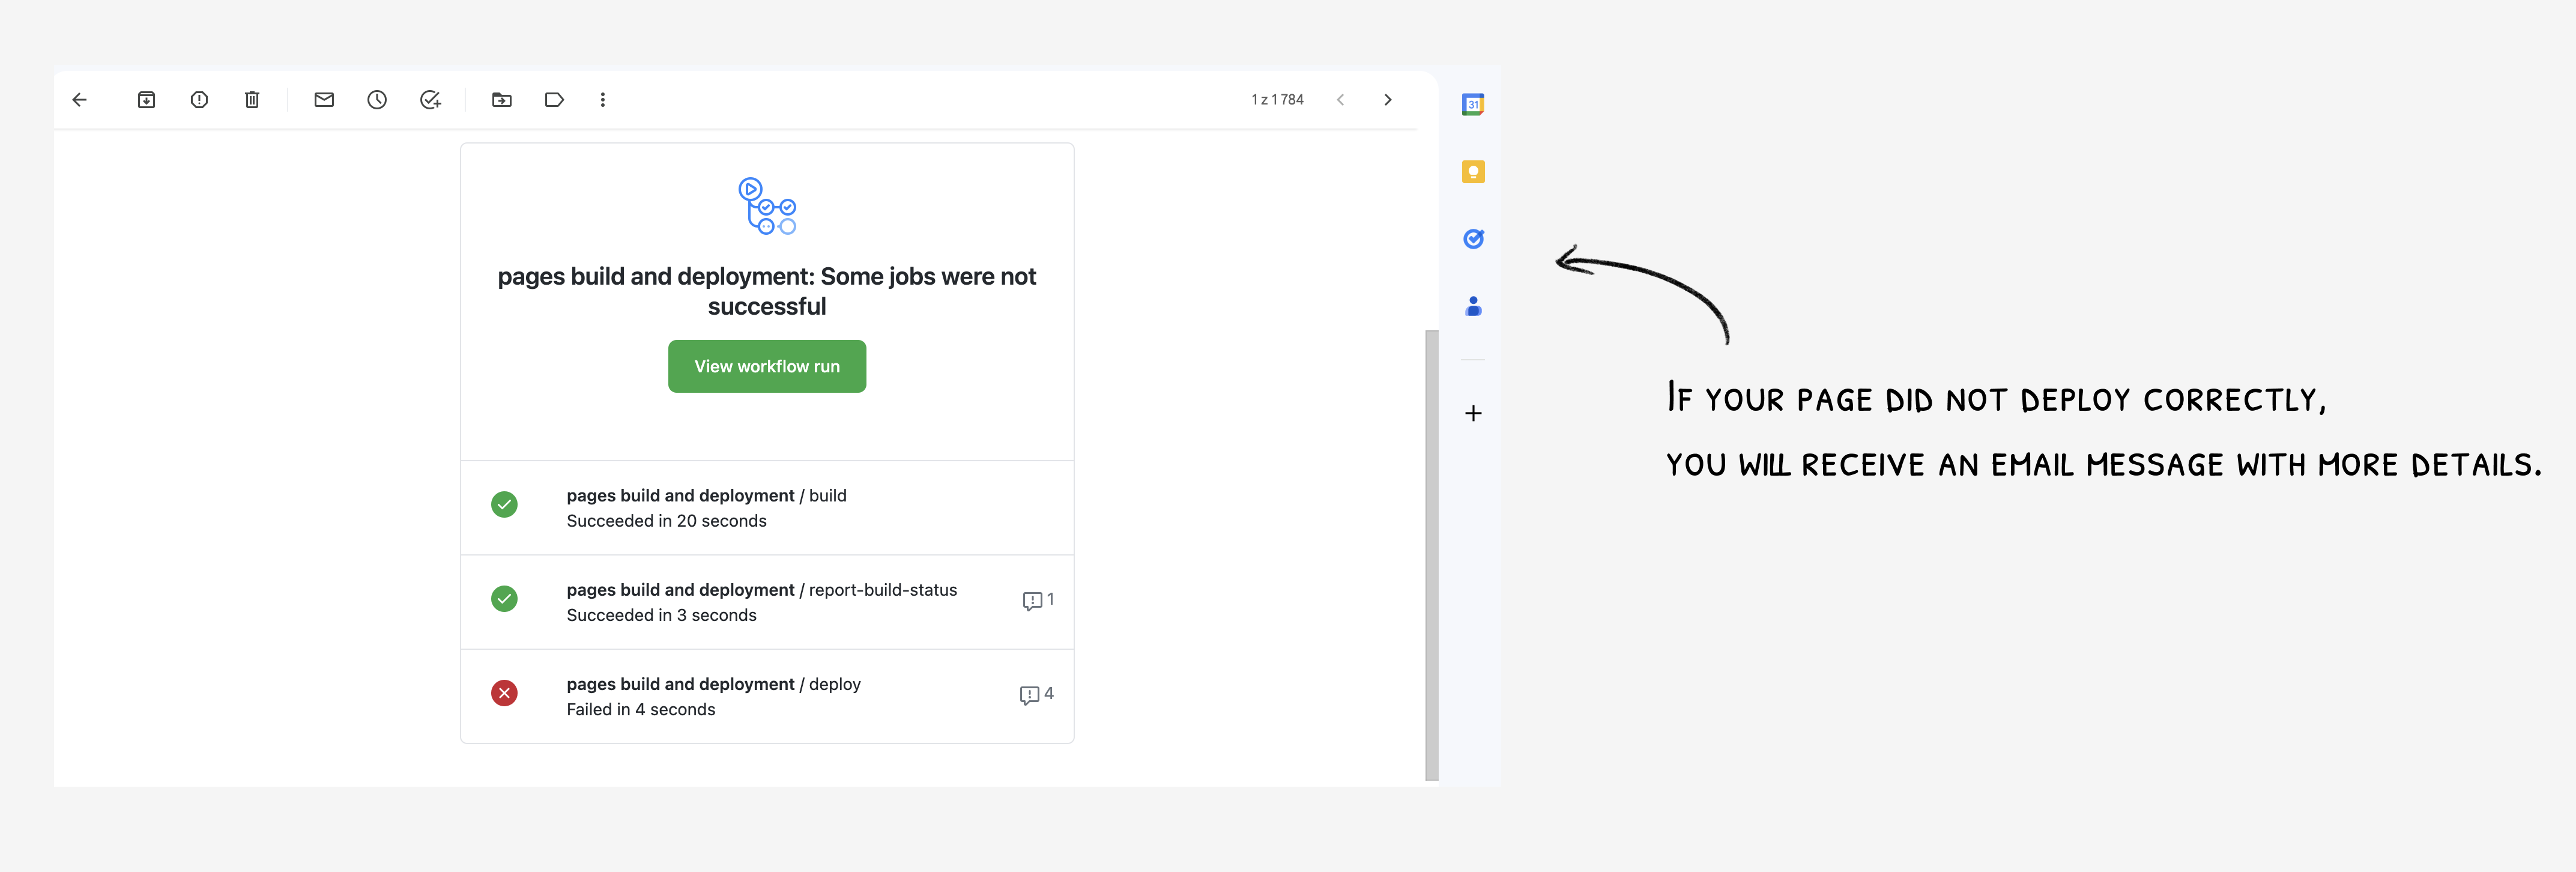 1 z 1 784
31
pages build and deployment: Some jobs were not
successful
View workflow run
pages build and deployment / build
Succeeded in 20 seconds
pages build and deployment / report-build-status
Succeeded in 3 seconds
1
pages build and deployment / deploy
Failed in 4 seconds
4
If your page did not deploy correctly,
you will receive an email message with more details.